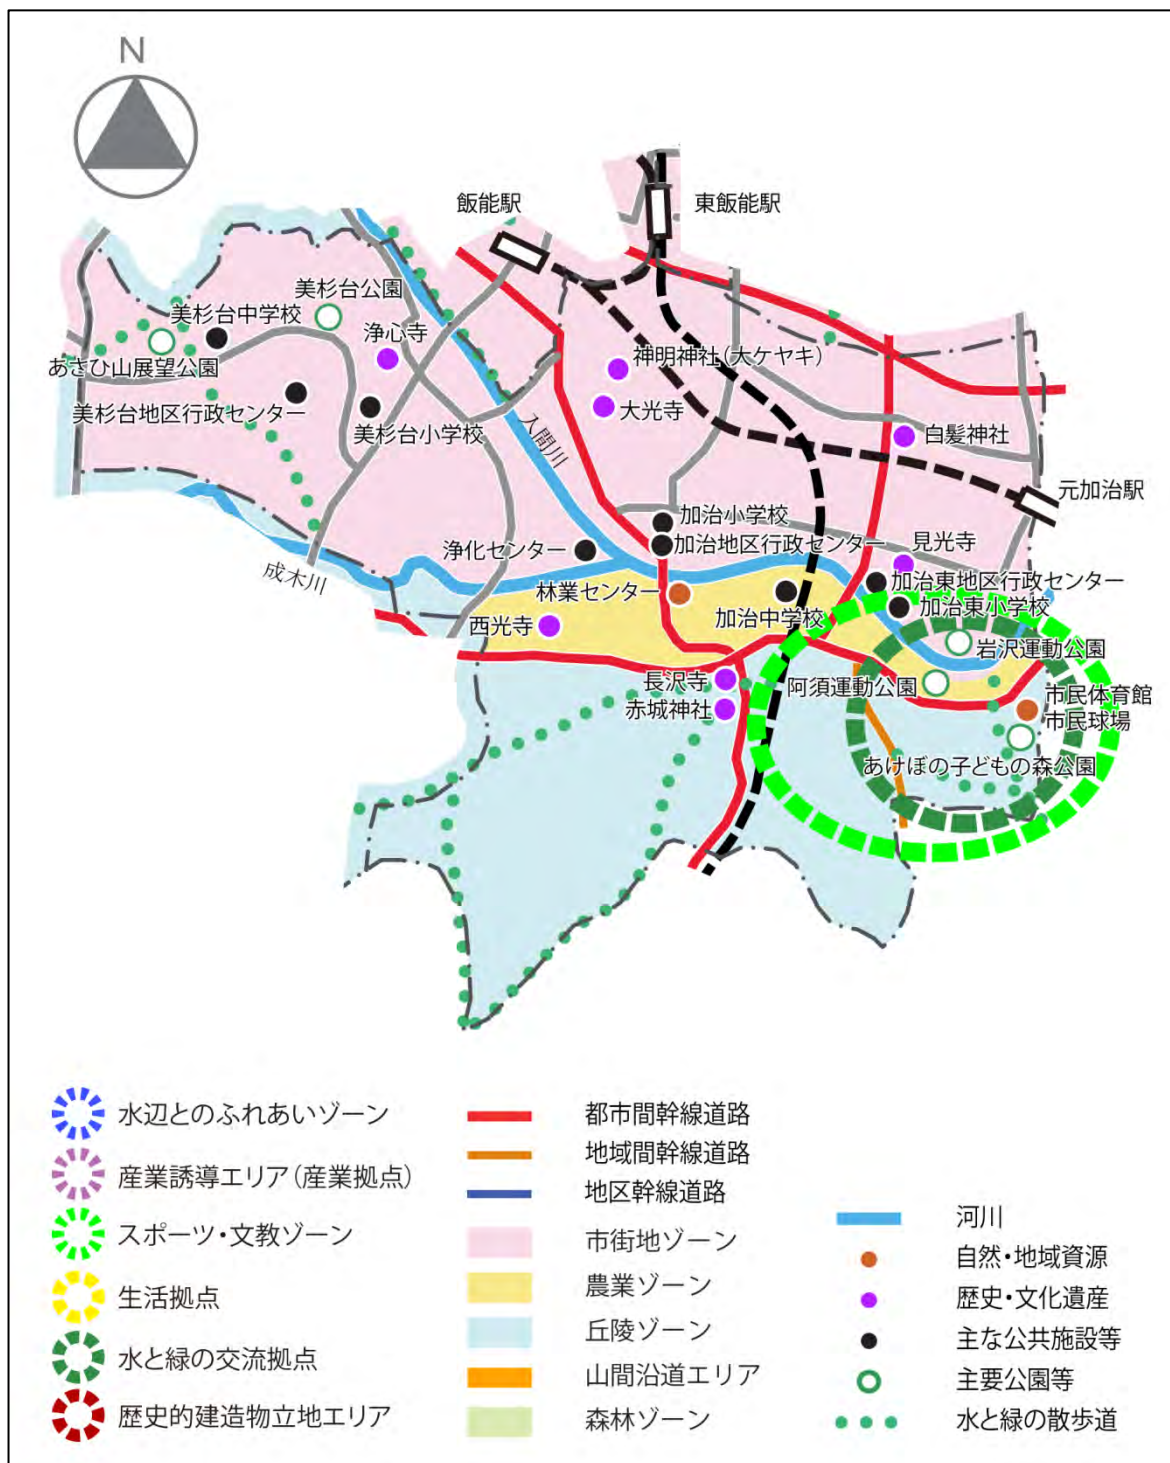 N
飯能駅
東飯能駅
美杉台公園
美杉台中学校
浄心寺
神明神社(大ケヤキ)
あさひ山展望公園
大光寺
美杉台地区行政センター
美杉台小学校
入間川
白髪神社
元加治駅
加治小学校
浄化センター
加治地区行政センター
見光寺
成木川
林業センター
加治東地区行政センター
加治中学校
加治東小学校
西光寺
岩沢運動公園
長沢寺
阿須運動公園
市民体育館
赤城神社
市民球場
あけぼの子どもの森公園
水辺とのふれあいゾーン
産業誘導エリア(産業拠点)
スポーツ・文教ゾーン
生活拠点
水と緑の交流拠点
歴史的建造物立地エリア
都市間幹線道路
地域間幹線道路
地区幹線道路
市街地ゾーン
農業ゾーン
丘陵ゾーン
山間沿道エリア
森林ゾーン
河川
自然・地域資源
歴史・文化遺産
主な公共施設等
主要公園等
水と緑の散歩道